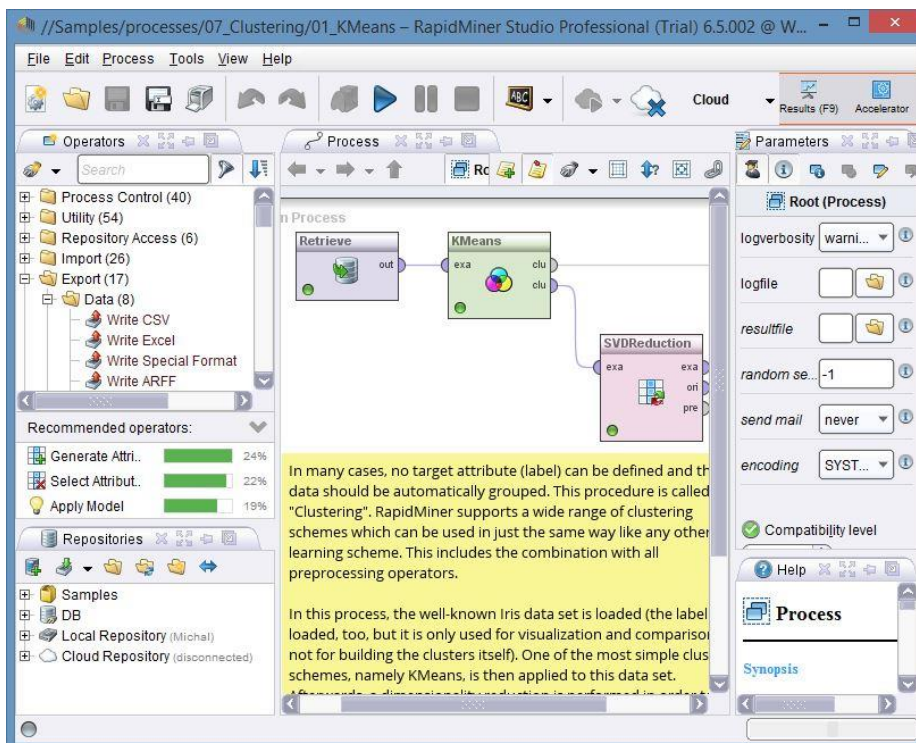 //Samples/processes/07_Clustering/01_KMeans – RapidMiner Studio Professional (Trial) 6.5.002 @ W...
File Edit Process Tools View Help
ABC
Cloud
Results (F9)
Accelerator
Operators
Search
Process Control (40)
Utility (54)
Repository Access (6)
Import (26)
Export (17)
Data (8)
Write CSV
Write Excel
Write Special Format
Write ARFF
Recommended operators:
Generate Attri.. 24%
Select Attribut.. 22%
Apply Model 19%
Repositories
Samples
DB
Local Repository (Michal)
Cloud Repository (disconnected)
Process
n Process
Retrieve
out
KMeans
exa
clu
clu
SVDReduction
exa
exa
ori
pre
In many cases, no target attribute (label) can be defined and th
data should be automatically grouped. This procedure is called
"Clustering". RapidMiner supports a wide range of clustering
schemes which can be used in just the same way like any other
learning scheme. This includes the combination with all
preprocessing operators.
In this process, the well-known Iris data set is loaded (the label
loaded, too, but it is only used for visualization and compariso
not for building the clusters itself). One of the most simple clus
schemes, namely KMeans, is then applied to this data set.
Afterwards, a dimensionality reduction is performed in order t
Parameters
Root (Process)
logverbosity warni...
logfile
resultfile
random se... -1
send mail never
encoding SYST...
Compatibility level
Help
Process
Synopsis